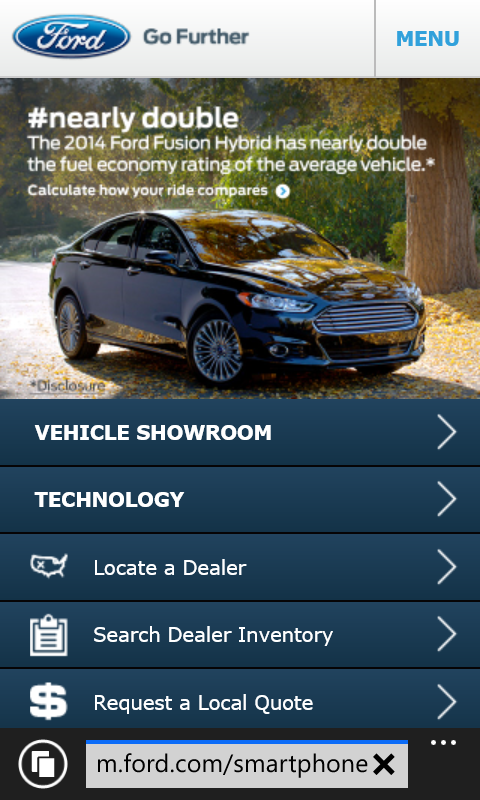 Ford Go Further
MENU
#nearly double
The 2014 Ford Fusion Hybrid has nearly double
the fuel economy rating of the average vehicle.*
Calculate how your ride compares
*Disclosure
VEHICLE SHOWROOM
TECHNOLOGY
Locate a Dealer
Search Dealer Inventory
Request a Local Quote
m.ford.com/smartphone